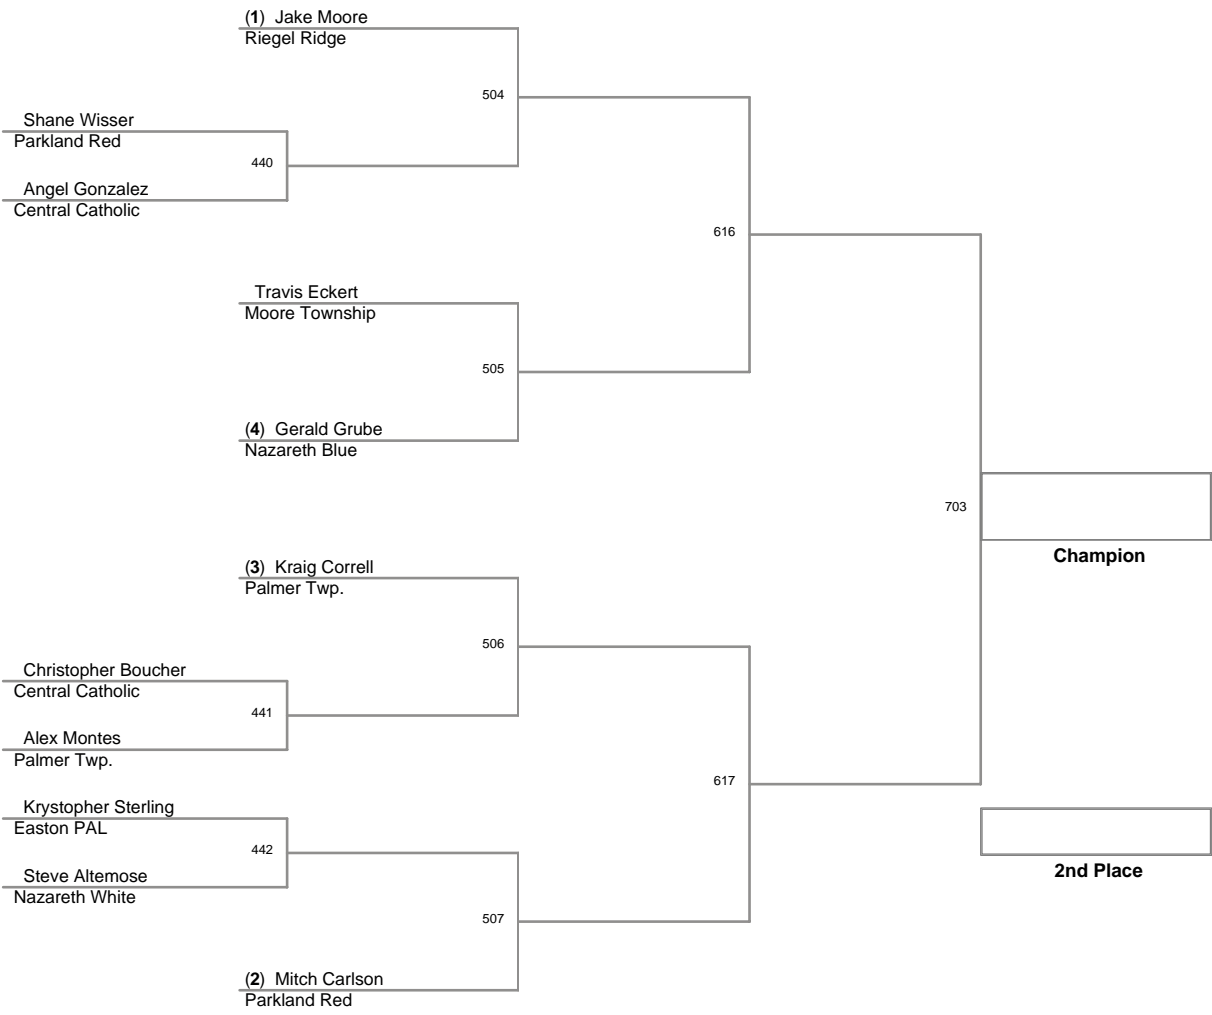 (1) Jake Moore
Riegel Ridge
504
Shane Wisser
Parkland Red
440
Angel Gonzalez
Central Catholic
616
Travis Eckert
Moore Township
505
(4) Gerald Grube
Nazareth Blue
703
Champion
(3) Kraig Correll
Palmer Twp.
506
Christopher Boucher
Central Catholic
441
Alex Montes
Palmer Twp.
617
Krystopher Sterling
Easton PAL
442
Steve Altemose
Nazareth White
2nd Place
507
(2) Mitch Carlson
Parkland Red